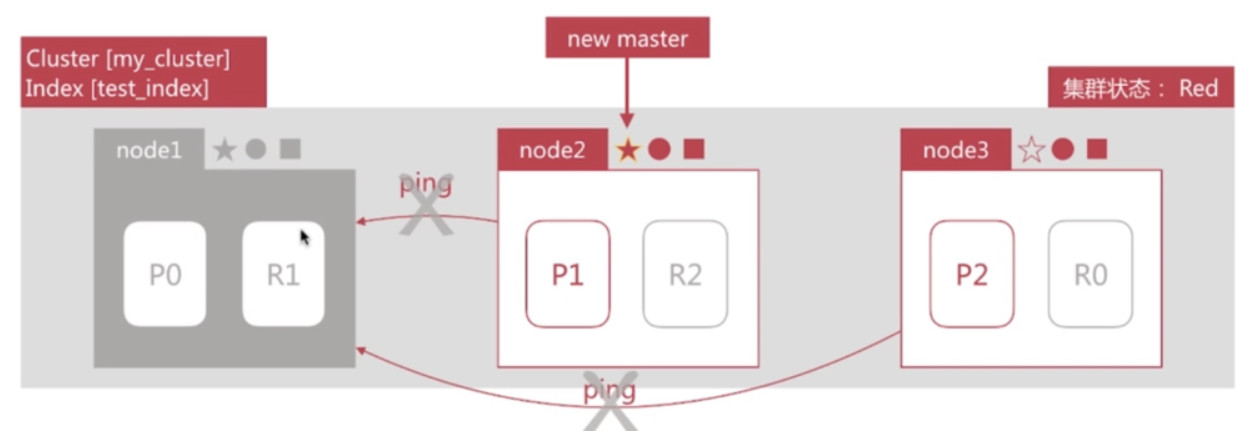 new master
Cluster [my_cluster]
Index [test_index]
集群状态： Red
node1
node2
node3
ping
P0
R1
P1
R2
P2
R0
ping